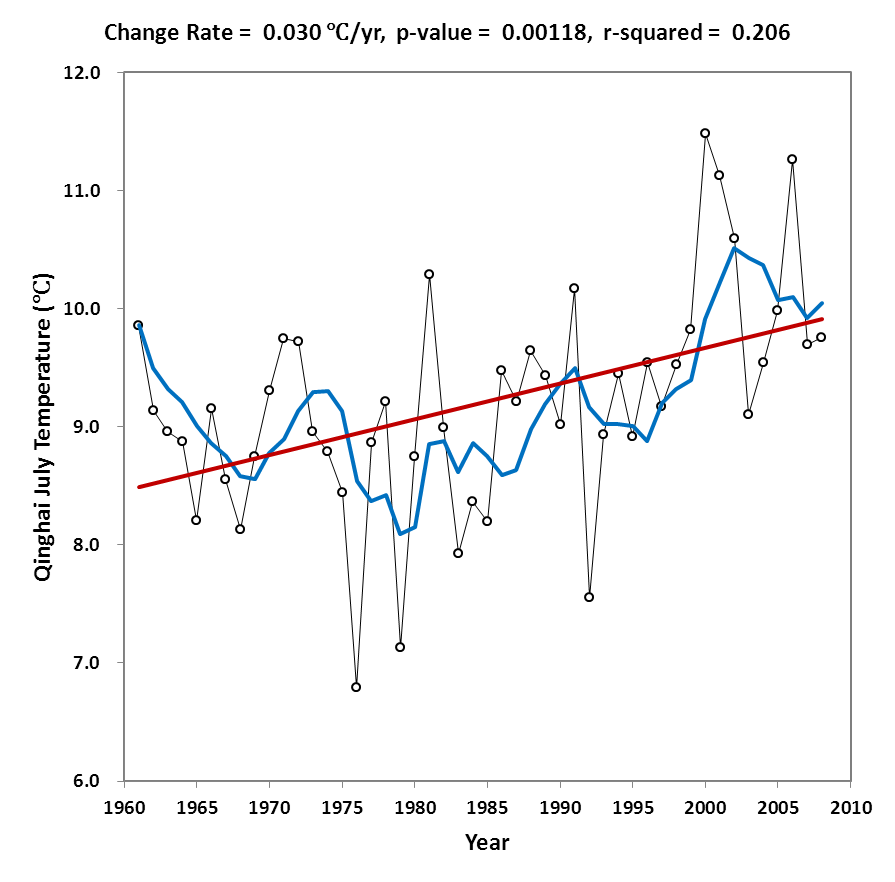 Change Rate = 0.030 ℃/yr, p-value = 0.00118, r-squared = 0.206
12.0
11.0
10.0
9.0
8.0
7.0
6.0
Qinghai July Temperature (℃)
1960 1965 1970 1975 1980 1985 1990 1995 2000 2005 2010
Year